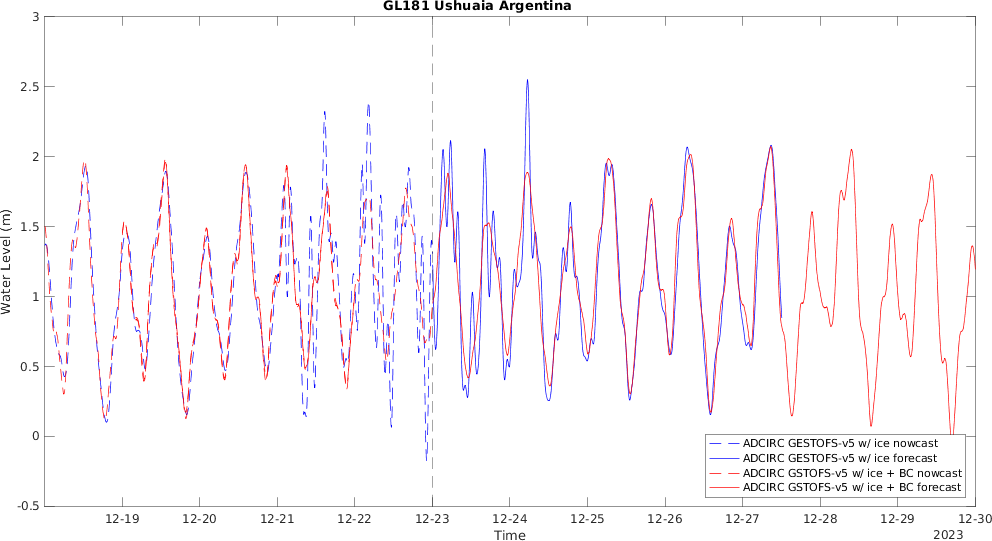 GL181 Ushuaia Argentina
3
2.5
2
1.5
1
0.5
0
-0.5
Water Level (m)
ADCIRC GESTOFS-v5 w/ ice nowcast
ADCIRC GESTOFS-v5 w/ ice forecast
ADCIRC GSTOFS-v5 w/ ice + BC nowcast
ADCIRC GSTOFS-v5 w/ ice + BC forecast
12-19 12-20 12-21 12-22 12-23 12-24 12-25 12-26 12-27 12-28 12-29 12-30
Time
2023